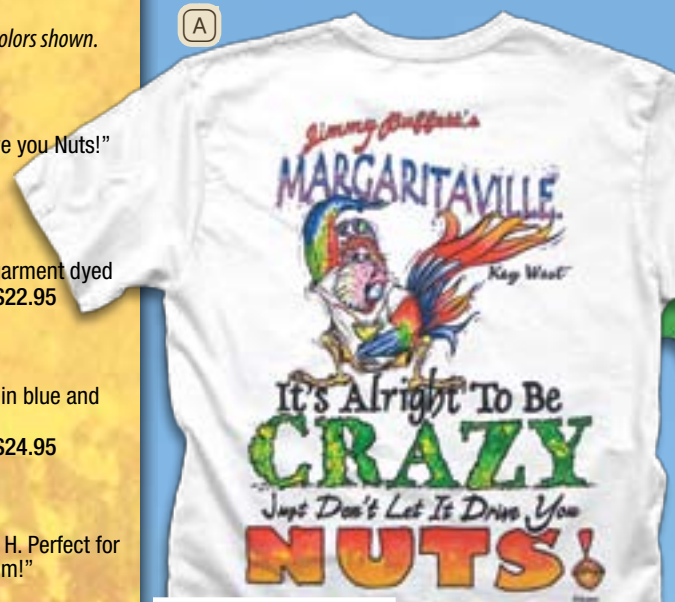 olors shown.
e you Nuts!”
arment dyed
$22.95
in blue and
$24.95
H. Perfect for
m!”
A
Jimmy Buffett's
MARGARITAVILLE
Key West
It's Alright To Be
CRAZY
Just Don't Let It Drive You
NUTS!